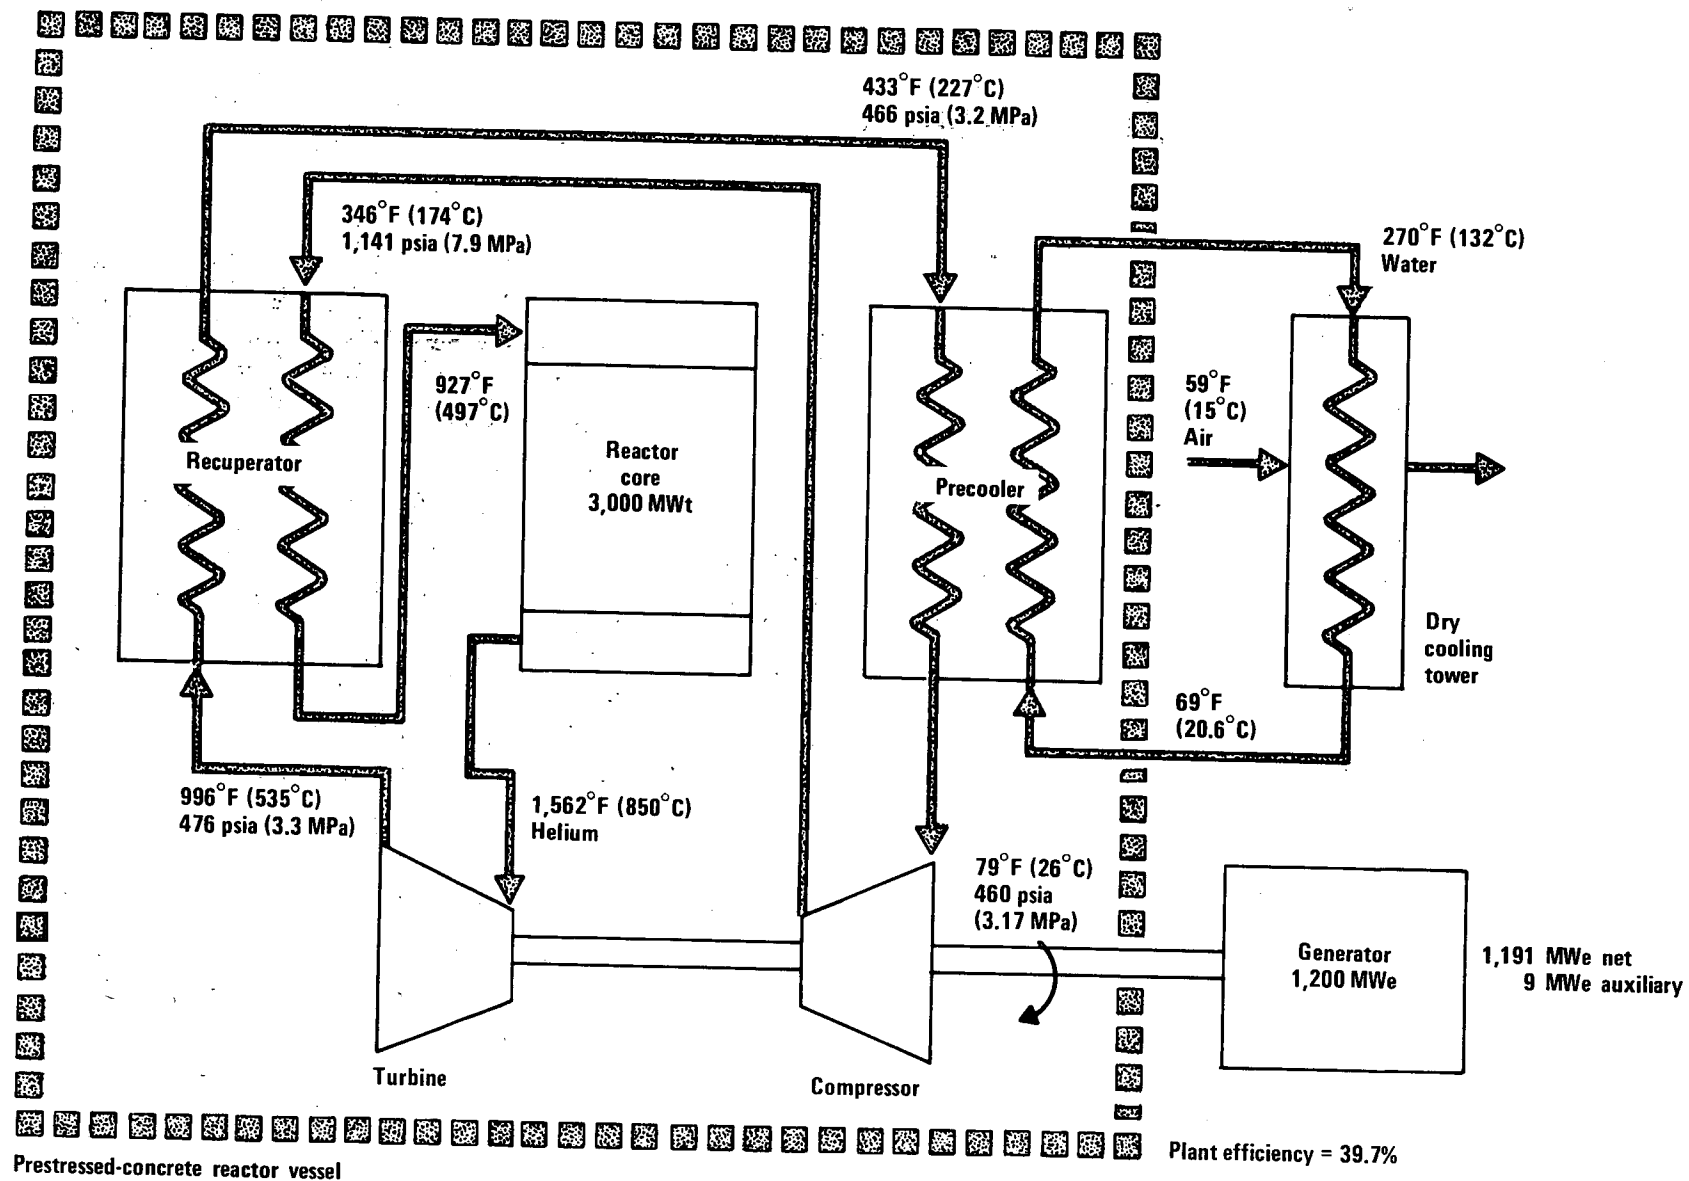 433°F (227°C)
466 psia (3.2 MPa)
346°F (174°C)
1,141 psia (7.9 MPa)
270°F (132°C)
Water
927°F
(497°C)
59°F
(15°C)
Air
Recuperator
Reactor
core
3,000 MWt
Precooler
Dry
cooling
tower
69°F
(20.6°C)
996°F (535°C)
476 psia (3.3 MPa)
1,562°F (850°C)
Helium
79°F (26°C)
460 psia
(3.17 MPa)
Generator
1,200 MWe
1,191 MWe net
9 MWe auxiliary
Turbine
Compressor
Plant efficiency = 39.7%
Prestressed-concrete reactor vessel